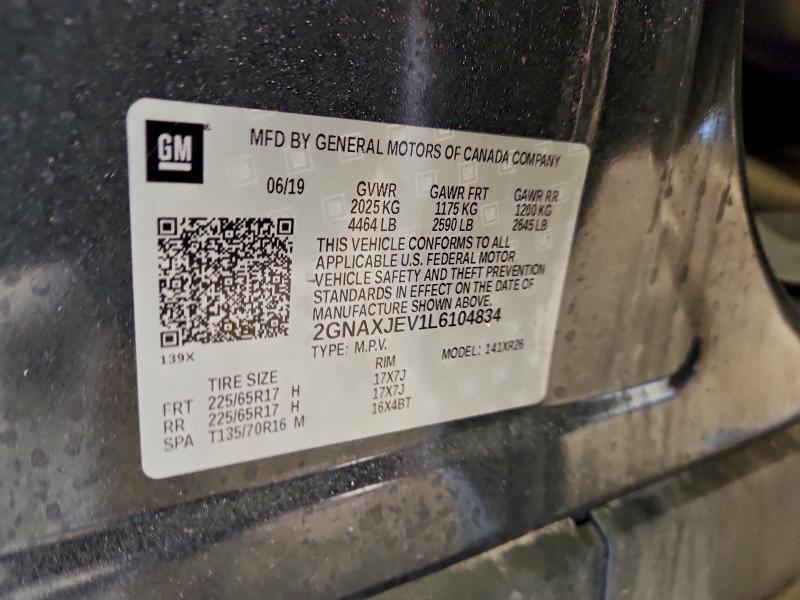 GM
MFD BY GENERAL MOTORS OF CANADA COMPANY
06/19 GVWR GAWR FRT GAWR RR
2025 KG 1175 KG 1200 KG
4464 LB 2590 LB 2645 LB
THIS VEHICLE CONFORMS TO ALL
APPLICABLE U.S. FEDERAL MOTOR
VEHICLE SAFETY AND THEFT PREVENTION
STANDARDS IN EFFECT ON THE DATE OF
MANUFACTURE SHOWN ABOVE.
2GNAXJEV1L6104834
139X
TYPE: M.P.V. MODEL: 141XR26
TIRE SIZE RIM
FRT 225/65R17 H 17X7J
RR 225/65R17 H 17X7J
SPA T135/70R16 M 16X4BT